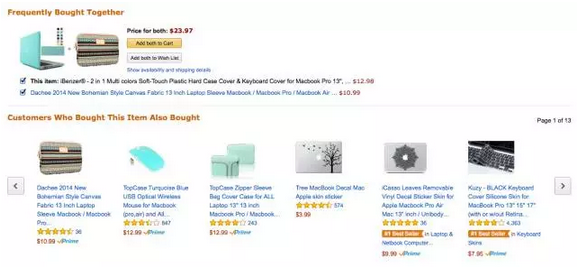 Frequently Bought Together
Price for both: $23.97
Add both to Cart
Add both to Wish List
Show availability and shipping details
This item: iBenzer® - 2 in 1 Multi colors Soft-Touch Plastic Hard Case Cover & Keyboard Cover for Macbook Pro 13", ... $12.98
Dachee 2014 New Bohemian Style Canvas Fabric 13 Inch Laptop Sleeve Macbook / Macbook Pro / Macbook Air ... $10.99
Customers Who Bought This Item Also Bought
Page 1 of 13
Dachee 2014 New
Bohemian Style Canvas
Fabric 13 Inch Laptop
Sleeve Macbook / Macbook
Pro...
36
$10.99 Prime
TopCase Turquoise Blue
USB Optical Wireless
Mouse for Macbook
(pro,air) and All...
847
$12.99 Prime
TopCase Zipper Sleeve
Bag Cover Case for ALL
Laptop 13" 13 inch
Macbook Pro / Macbook...
243
$12.99 Prime
Tree MacBook Decal Mac
Apple skin sticker
574
$3.99
iCasso Leaves Removable
Vinyl Decal Sticker Skin for
Apple Macbook Pro Air
Mac 13" inch / Unibody...
36
#1 Best Seller in Laptop &
Netbook Computer...
$9.99 Prime
Kuzy - BLACK Keyboard
Cover Silicone Skin for
MacBook Pro 13" 15" 17"
(with or w/out Retina...
4,363
#1 Best Seller in Keyboard
Skins
$7.95 Prime